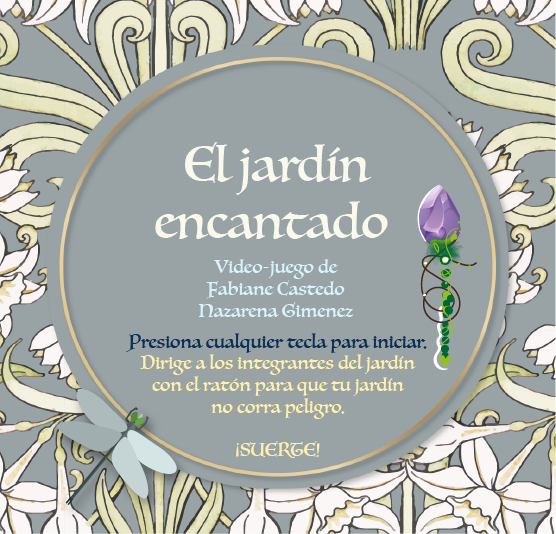 El jardín
encantado
Video-juego de
Fabiane Castedo
Nazarena Gimenez
Presiona cualquier tecla para iniciar.
Dirige a los integrantes del jardín
con el ratón para que tu jardín
no corra peligro.
¡SUERTE!